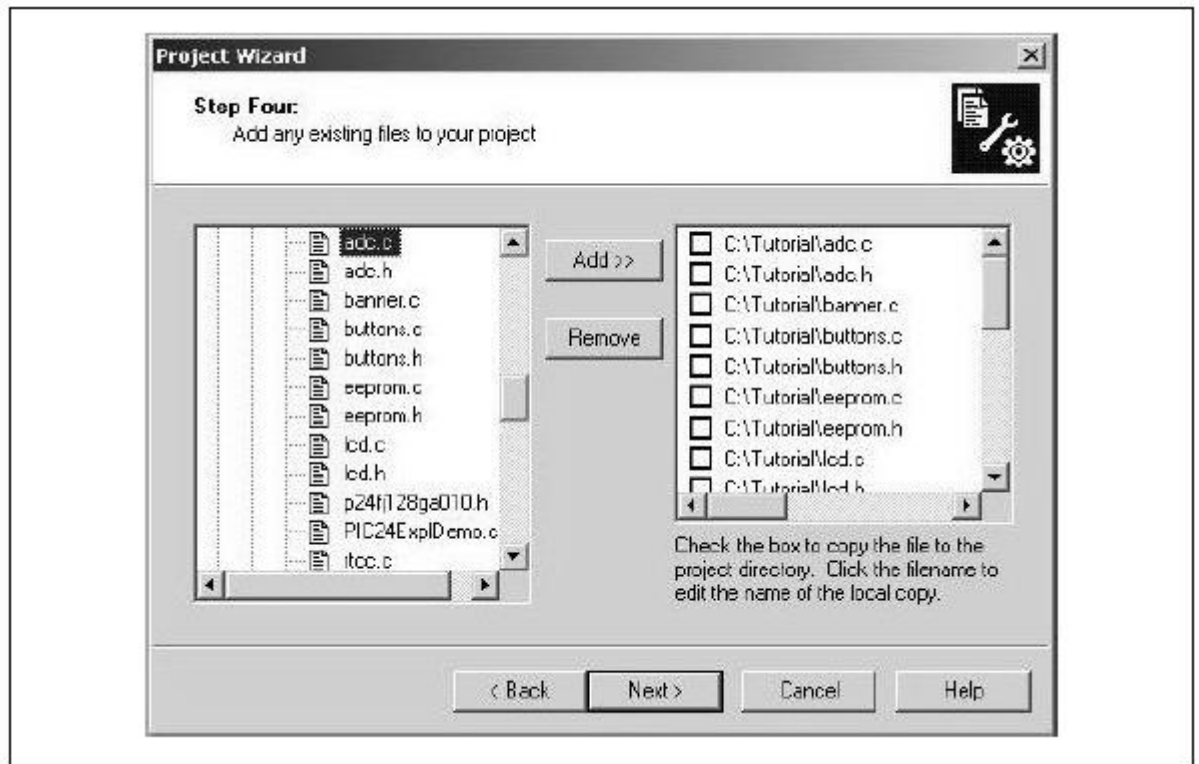 Project Wizard
Step Four:
Add any existing files to your project
adc.c
adc.h
banner.c
buttons.c
buttons.h
eeprom.c
eeprom.h
lcd.c
lcd.h
p24fj128ga010.h
PIC24ExplDemo.c
rtcc.c
Add >>
Remove
C:\Tutorial\adc.c
C:\Tutorial\adc.h
C:\Tutorial\banner.c
C:\Tutorial\buttons.c
C:\Tutorial\buttons.h
C:\Tutorial\eeprom.c
C:\Tutorial\eeprom.h
C:\Tutorial\lcd.c
C:\Tutorial\lcd.h
Check the box to copy the file to the
project directory. Click the filename to
edit the name of the local copy.
< Back
Next >
Cancel
Help